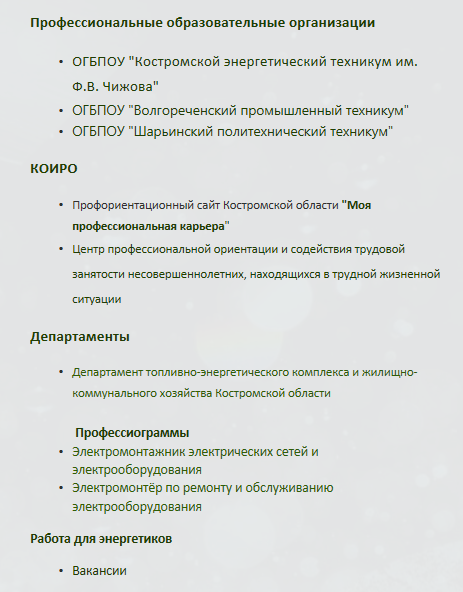 Профессиональные образовательные организации
• ОГБПОУ "Костромской энергетический техникум им.
Ф.В. Чижова"
• ОГБПОУ "Волгореченский промышленный техникум"
• ОГБПОУ "Шарьинский политехнический техникум"
КОИРО
• Профориентационный сайт Костромской области "Моя
профессиональная карьера"
• Центр профессиональной ориентации и содействия трудовой
занятости несовершеннолетних, находящихся в трудной жизненной
ситуации
Департаменты
• Департамент топливно-энергетического комплекса и жилищно-
коммунального хозяйства Костромской области
Профессиограммы
• Электромонтажник электрических сетей и
электрооборудования
• Электромонтёр по ремонту и обслуживанию
электрооборудования
Работа для энергетиков
• Вакансии